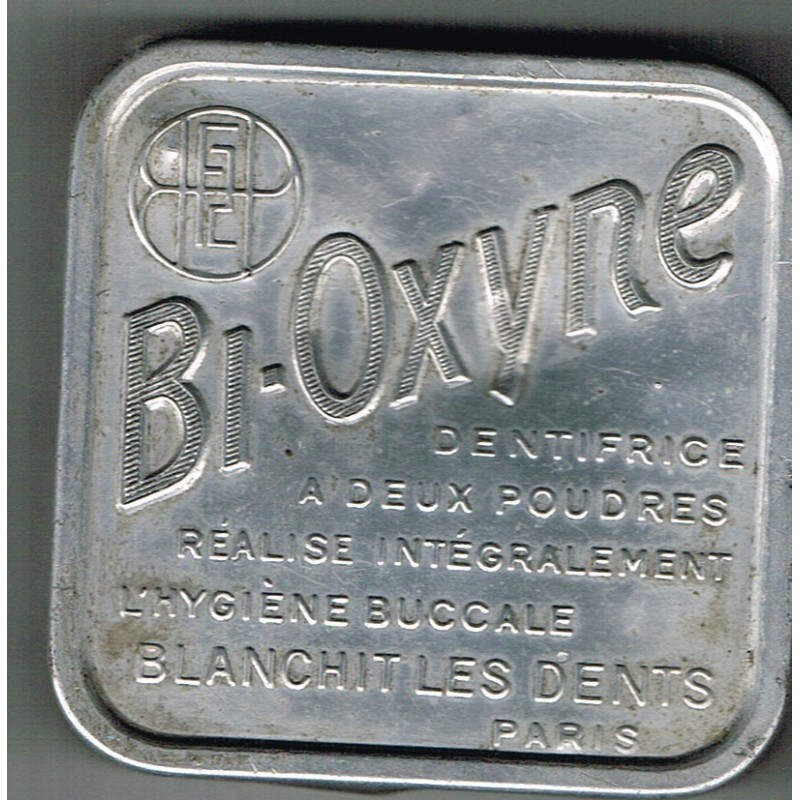 Bi-Oxyne
DENTIFRICE
A DEUX POUDRES
RÉALISE INTÉGRALEMENT
L'HYGIÈNE BUCCALE
BLANCHIT LES DENTS
PARIS